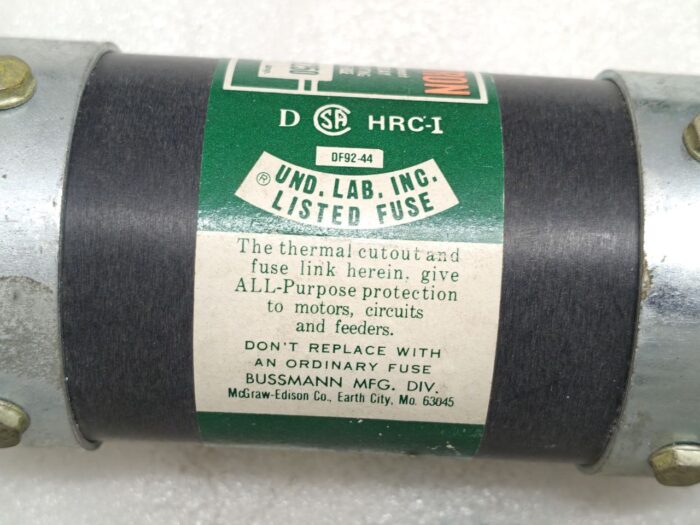 D SA HRC-I
DF92-44
® UND. LAB. INC.
LISTED FUSE
The thermal cutout and
fuse link herein, give
ALL-Purpose protection
to motors, circuits
and feeders.
DON'T REPLACE WITH
AN ORDINARY FUSE
BUSSMANN MFG. DIV.
McGraw-Edison Co., Earth City, Mo. 63045